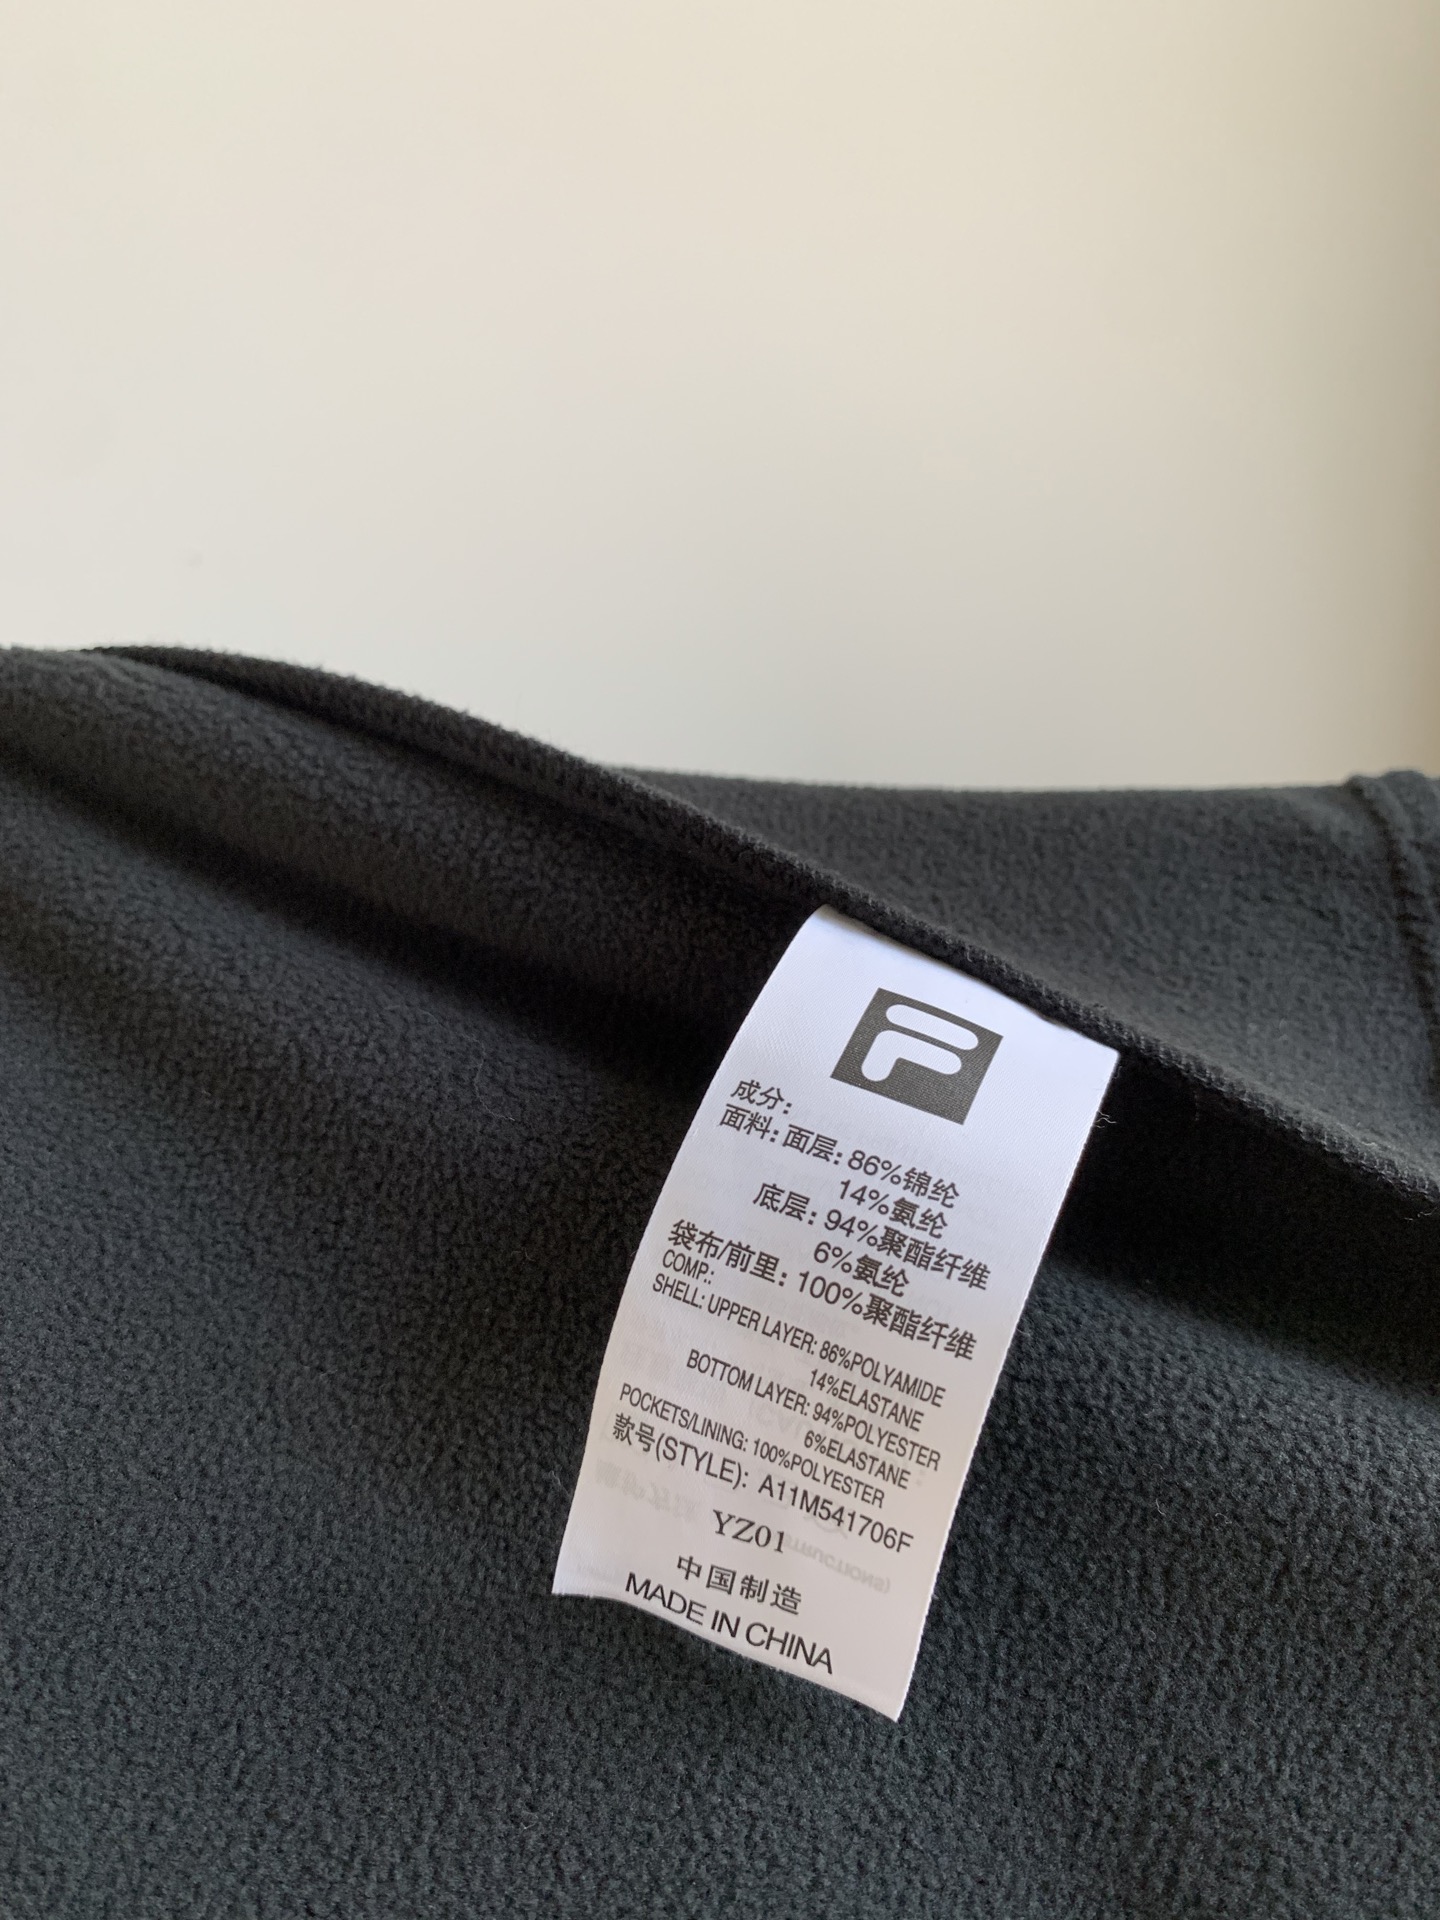 成分:
面料: 面层: 86%锦纶
14%氨纶
底层: 94%聚酯纤维
6%氨纶
袋布/前里: 100%聚酯纤维
COMP.:
SHELL: UPPER LAYER: 86%POLYAMIDE
14%ELASTANE
BOTTOM LAYER: 94%POLYESTER
6%ELASTANE
POCKETS/LINING: 100%POLYESTER
款号(STYLE): A11M541706F
YZ01
中国制造
MADE IN CHINA